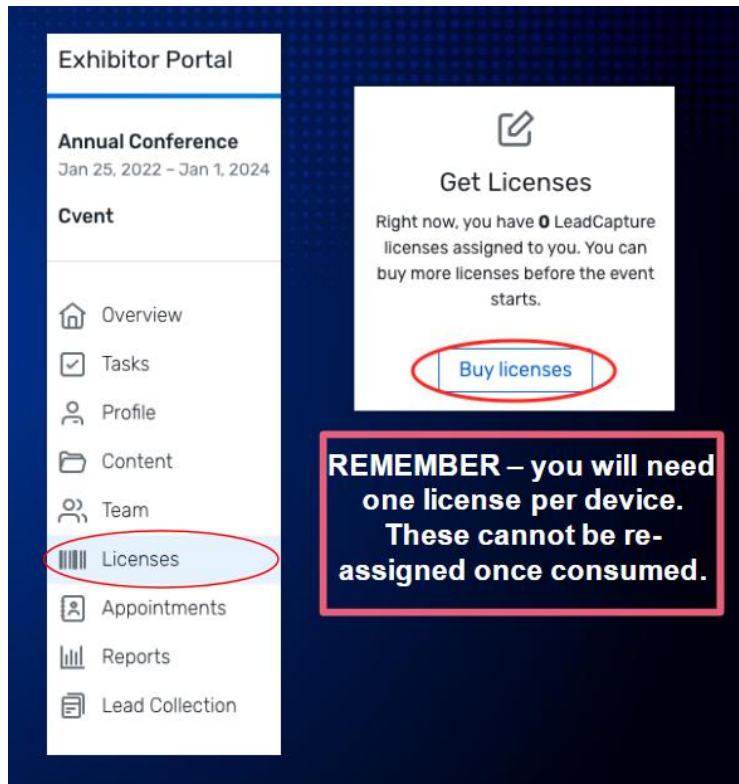 Exhibitor Portal
Annual Conference
Jan 25, 2022 – Jan 1, 2024
Cvent
Overview
Tasks
Profile
Content
Team
Licenses
Appointments
Reports
Lead Collection
Get Licenses
Right now, you have 0 LeadCapture
licenses assigned to you. You can
buy more licenses before the event
starts.
Buy licenses
REMEMBER – you will need
one license per device.
These cannot be re-
assigned once consumed.